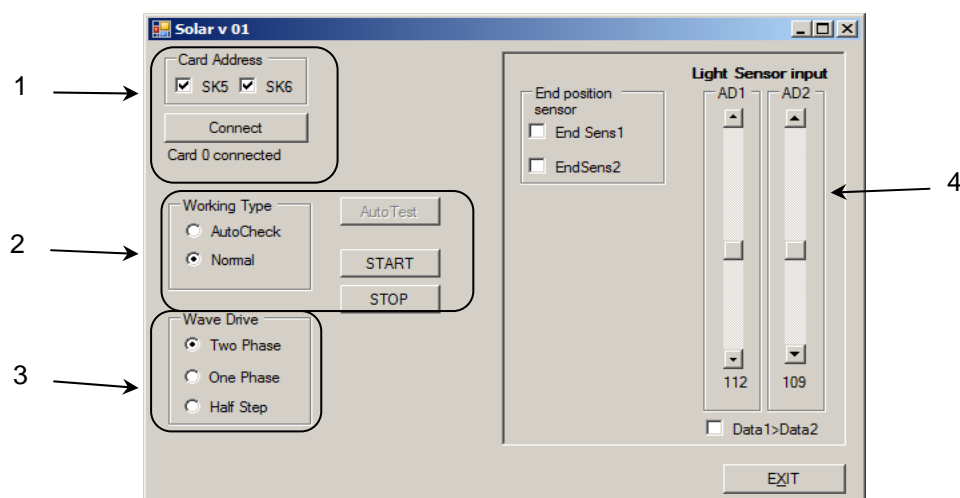 Solar v 01
1
Card Address
SK5 SK6
Connect
Card 0 connected
2
Working Type
AutoCheck
Normal
AutoTest
START
STOP
3
Wave Drive
Two Phase
One Phase
Half Step
End position
sensor
End Sens1
EndSens2
Light Sensor input
AD1 AD2
112 109
Data1>Data2
4
EXIT